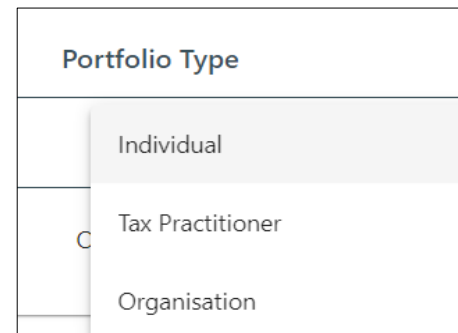 Portfolio Type
Individual
Tax Practitioner
Organisation